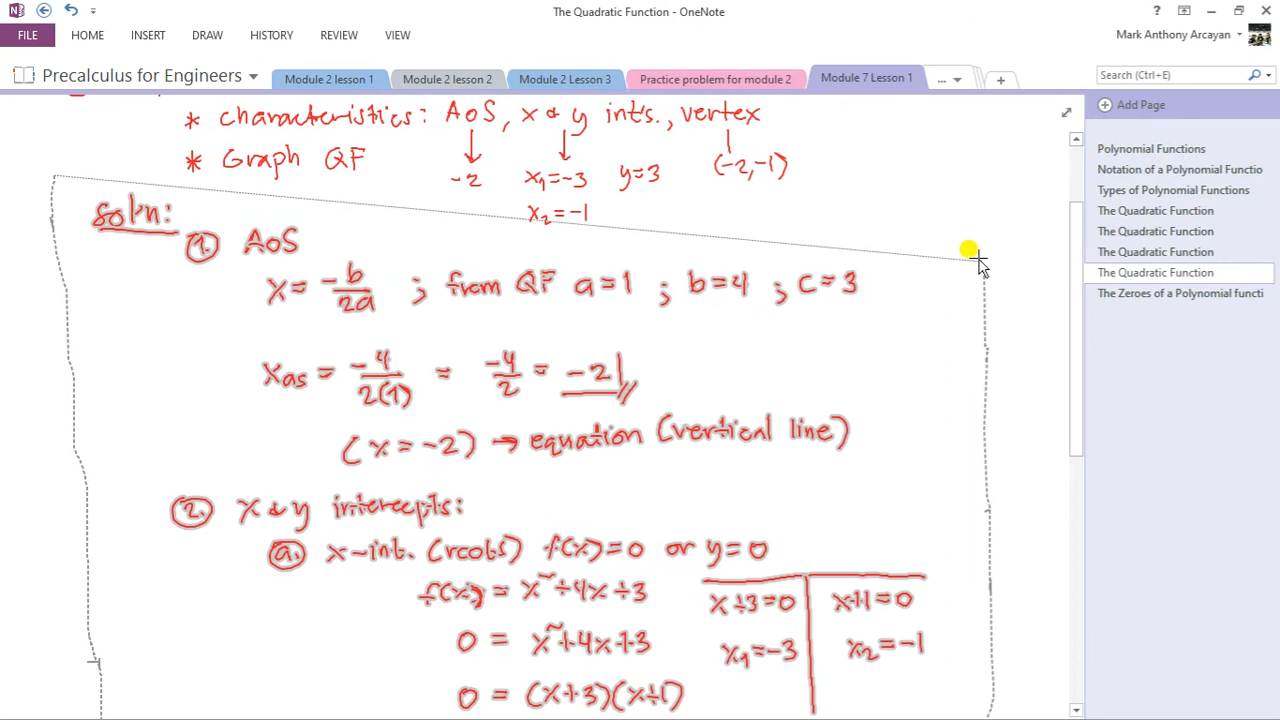 The Quadratic Function - OneNote
FILE HOME INSERT DRAW HISTORY REVIEW VIEW
Mark Anthony Arcayan
Precalculus for Engineers
Module 2 lesson 1
Module 2 lesson 2
Module 2 Lesson 3
Practice problem for module 2
Module 7 Lesson 1
...
Search (Ctrl+E)
Add Page
Polynomial Functions
Notation of a Polynomial Functio
Types of Polynomial Functions
The Quadratic Function
The Quadratic Function
The Quadratic Function
The Quadratic Function
The Zeroes of a Polynomial functi
* characteristics: AoS, x & y ints., vertex
* Graph QF
-2 x₁=-3 y=3 (-2,-1)
x₂=-1
Sol'n:
1. AoS
x = -b/2a ; from QF a=1 ; b=4 ; c=3
xas = -4/2(1) = -4/2 = -2
(x=-2) → equation (vertical line)
2. x & y intercepts:
a. x-int. (roots) f(x)=0 or y=0
f(x) = x²+4x+3
0 = x²+4x+3
0 = (x+3)(x+1)
x+3=0 x+1=0
x₁=-3 x₂=-1